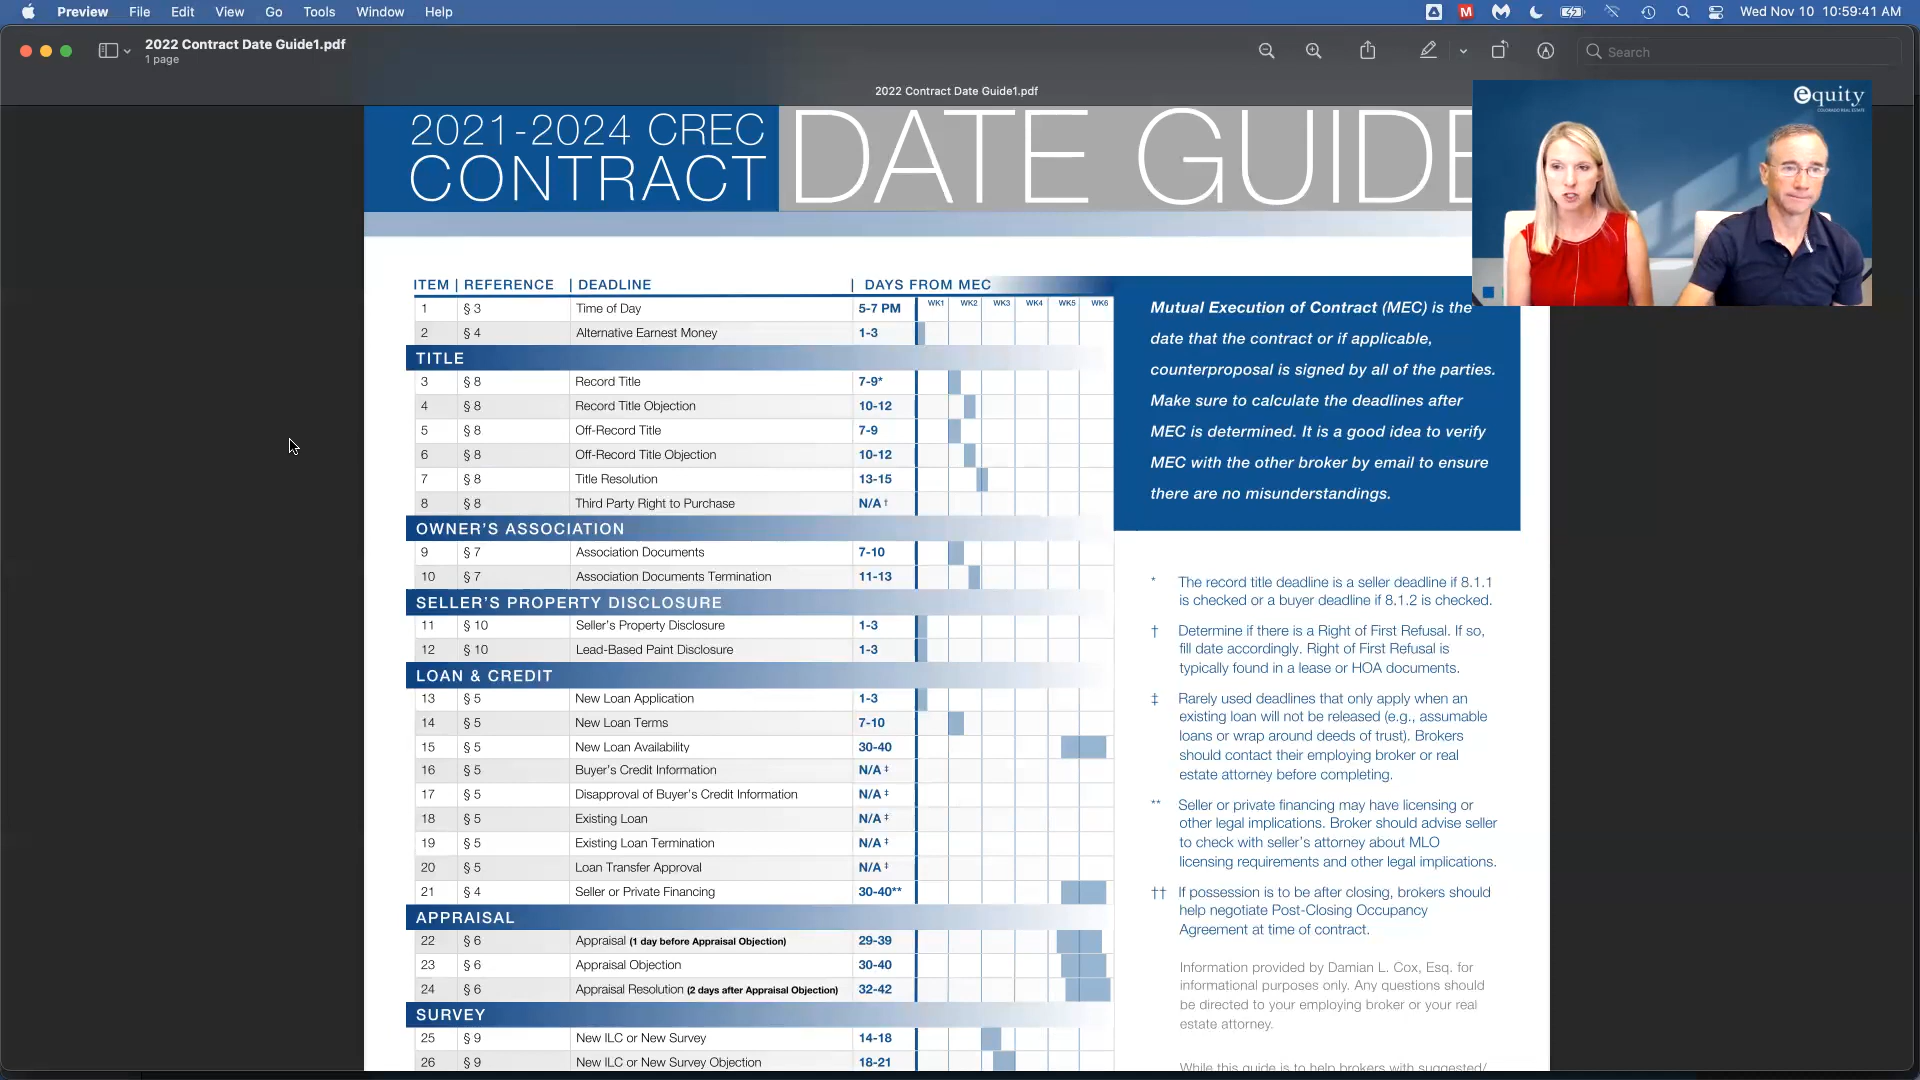 Preview File Edit View Go Tools Window Help
Wed Nov 10 10:59:41 AM
2022 Contract Date Guide1.pdf
1 page
Search
2022 Contract Date Guide1.pdf
equity
COLORADO REAL ESTATE
2021-2024 CREC
CONTRACT
DATE GUIDE
ITEM | REFERENCE | DEADLINE | DAYS FROM MEC
WK1 WK2 WK3 WK4 WK5 WK6
1 § 3 Time of Day 5-7 PM
2 § 4 Alternative Earnest Money 1-3
TITLE
3 § 8 Record Title 7-9*
4 § 8 Record Title Objection 10-12
5 § 8 Off-Record Title 7-9
6 § 8 Off-Record Title Objection 10-12
7 § 8 Title Resolution 13-15
8 § 8 Third Party Right to Purchase N/A †
OWNER'S ASSOCIATION
9 § 7 Association Documents 7-10
10 § 7 Association Documents Termination 11-13
SELLER'S PROPERTY DISCLOSURE
11 § 10 Seller's Property Disclosure 1-3
12 § 10 Lead-Based Paint Disclosure 1-3
LOAN & CREDIT
13 § 5 New Loan Application 1-3
14 § 5 New Loan Terms 7-10
15 § 5 New Loan Availability 30-40
16 § 5 Buyer's Credit Information N/A ‡
17 § 5 Disapproval of Buyer's Credit Information N/A ‡
18 § 5 Existing Loan N/A ‡
19 § 5 Existing Loan Termination N/A ‡
20 § 5 Loan Transfer Approval N/A ‡
21 § 4 Seller or Private Financing 30-40**
APPRAISAL
22 § 6 Appraisal (1 day before Appraisal Objection) 29-39
23 § 6 Appraisal Objection 30-40
24 § 6 Appraisal Resolution (2 days after Appraisal Objection) 32-42
SURVEY
25 § 9 New ILC or New Survey 14-18
26 § 9 New ILC or New Survey Objection 18-21
Mutual Execution of Contract (MEC) is the
date that the contract or if applicable,
counterproposal is signed by all of the parties.
Make sure to calculate the deadlines after
MEC is determined. It is a good idea to verify
MEC with the other broker by email to ensure
there are no misunderstandings.
* The record title deadline is a seller deadline if 8.1.1
is checked or a buyer deadline if 8.1.2 is checked.
† Determine if there is a Right of First Refusal. If so,
fill date accordingly. Right of First Refusal is
typically found in a lease or HOA documents.
‡ Rarely used deadlines that only apply when an
existing loan will not be released (e.g., assumable
loans or wrap around deeds of trust). Brokers
should contact their employing broker or real
estate attorney before completing.
** Seller or private financing may have licensing or
other legal implications. Broker should advise seller
to check with seller's attorney about MLO
licensing requirements and other legal implications.
†† If possession is to be after closing, brokers should
help negotiate Post-Closing Occupancy
Agreement at time of contract.
Information provided by Damian L. Cox, Esq. for
informational purposes only. Any questions should
be directed to your employing broker or your real
estate attorney.
While this guide is to help brokers with suggested/